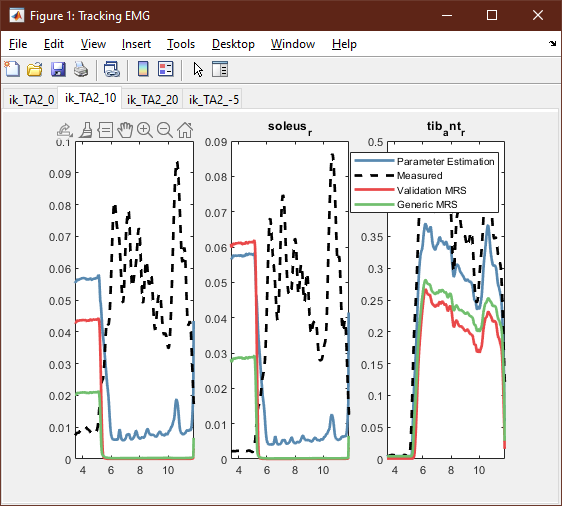 Figure 1: Tracking EMG
File Edit View Insert Tools Desktop Window Help
ik_TA2_0 ik_TA2_10 ik_TA2_20 ik_TA2_-5
soleus_r
tib_a nt_r
Parameter Estimation
Measured
Validation MRS
Generic MRS
0.1
0.09
0.08
0.07
0.06
0.05
0.04
0.03
0.02
0.01
0
4 6 8 10
0.09
0.08
0.07
0.06
0.05
0.04
0.03
0.02
0.01
0
4 6 8 10
0.5
0.35
0.3
0.25
0.2
0.15
0.1
0.05
0
4 6 8 10